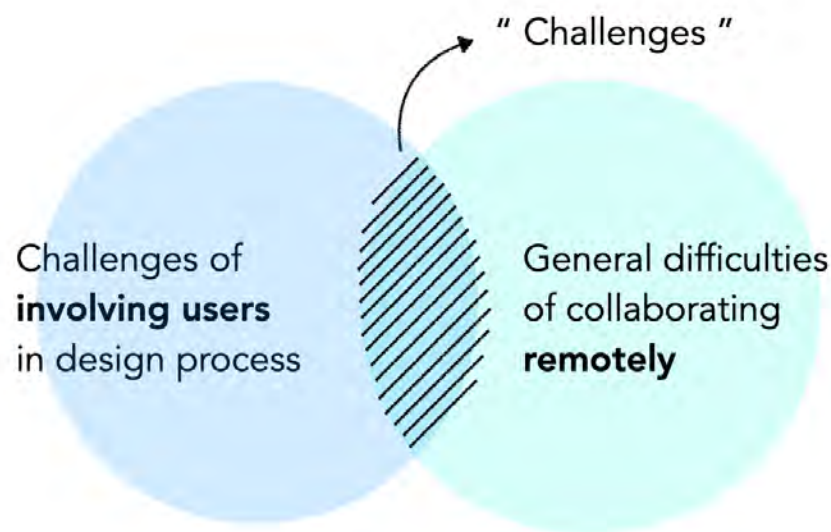 “ Challenges ”
Challenges of
involving users
in design process
General difficulties
of collaborating
remotely